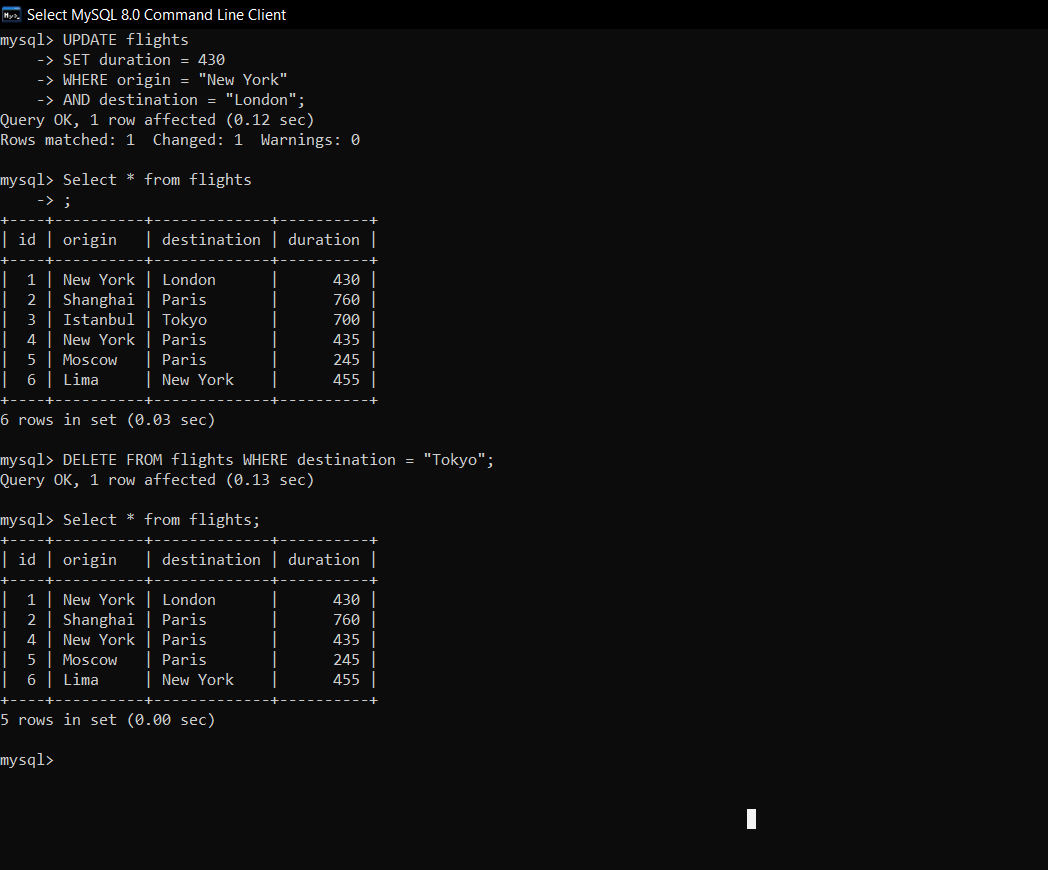 Select MySQL 8.0 Command Line Client
mysql> UPDATE flights
    -> SET duration = 430
    -> WHERE origin = "New York"
    -> AND destination = "London";
Query OK, 1 row affected (0.12 sec)
Rows matched: 1  Changed: 1  Warnings: 0

mysql> Select * from flights
    -> ;
+----+----------+-------------+----------+
| id | origin   | destination | duration |
+----+----------+-------------+----------+
|  1 | New York | London      |      430 |
|  2 | Shanghai | Paris       |      760 |
|  3 | Istanbul | Tokyo       |      700 |
|  4 | New York | Paris       |      435 |
|  5 | Moscow   | Paris       |      245 |
|  6 | Lima     | New York    |      455 |
+----+----------+-------------+----------+
6 rows in set (0.03 sec)

mysql> DELETE FROM flights WHERE destination = "Tokyo";
Query OK, 1 row affected (0.13 sec)

mysql> Select * from flights;
+----+----------+-------------+----------+
| id | origin   | destination | duration |
+----+----------+-------------+----------+
|  1 | New York | London      |      430 |
|  2 | Shanghai | Paris       |      760 |
|  4 | New York | Paris       |      435 |
|  5 | Moscow   | Paris       |      245 |
|  6 | Lima     | New York    |      455 |
+----+----------+-------------+----------+
5 rows in set (0.00 sec)

mysql>